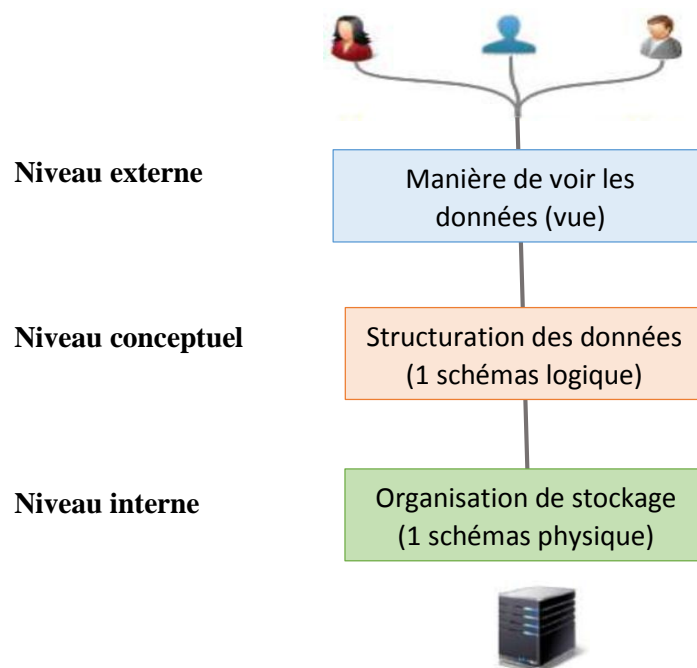 Niveau externe
Manière de voir les
données (vue)
Niveau conceptuel
Structuration des données
(1 schémas logique)
Niveau interne
Organisation de stockage
(1 schémas physique)